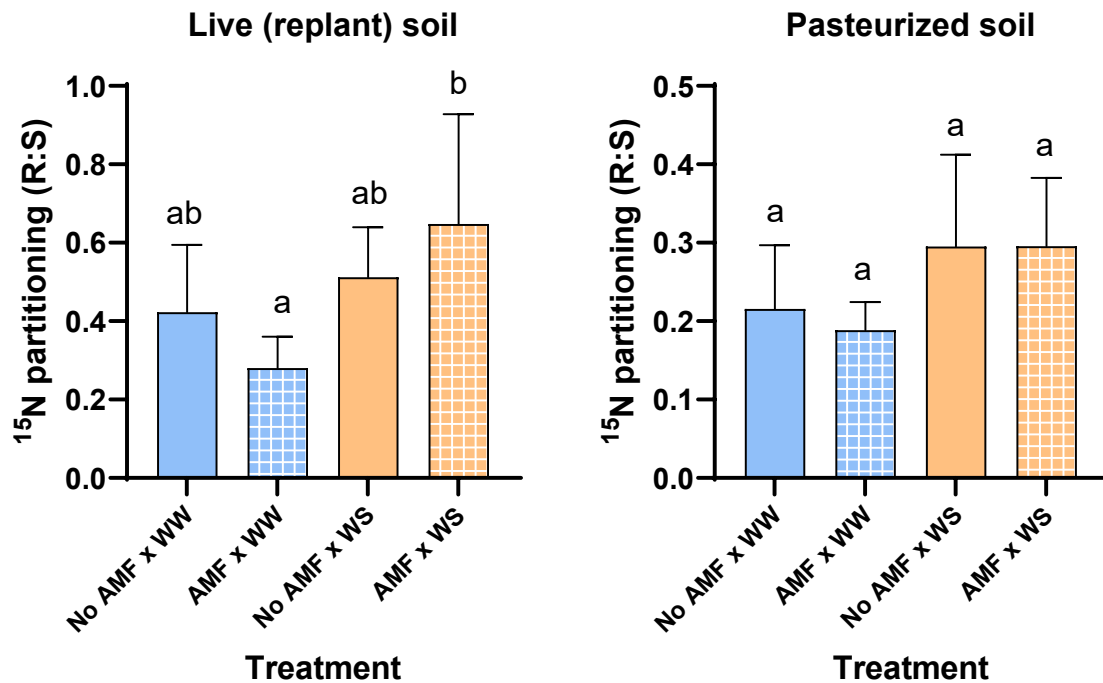 Live (replant) soil
¹⁵N partitioning (R:S)
1.0
0.8
0.6
0.4
0.2
0.0
ab
a
ab
b
No AMF x WW
AMF x WW
No AMF x WS
AMF x WS
Treatment
Pasteurized soil
¹⁵N partitioning (R:S)
0.5
0.4
0.3
0.2
0.1
0.0
a
a
a
a
No AMF x WW
AMF x WW
No AMF x WS
AMF x WS
Treatment